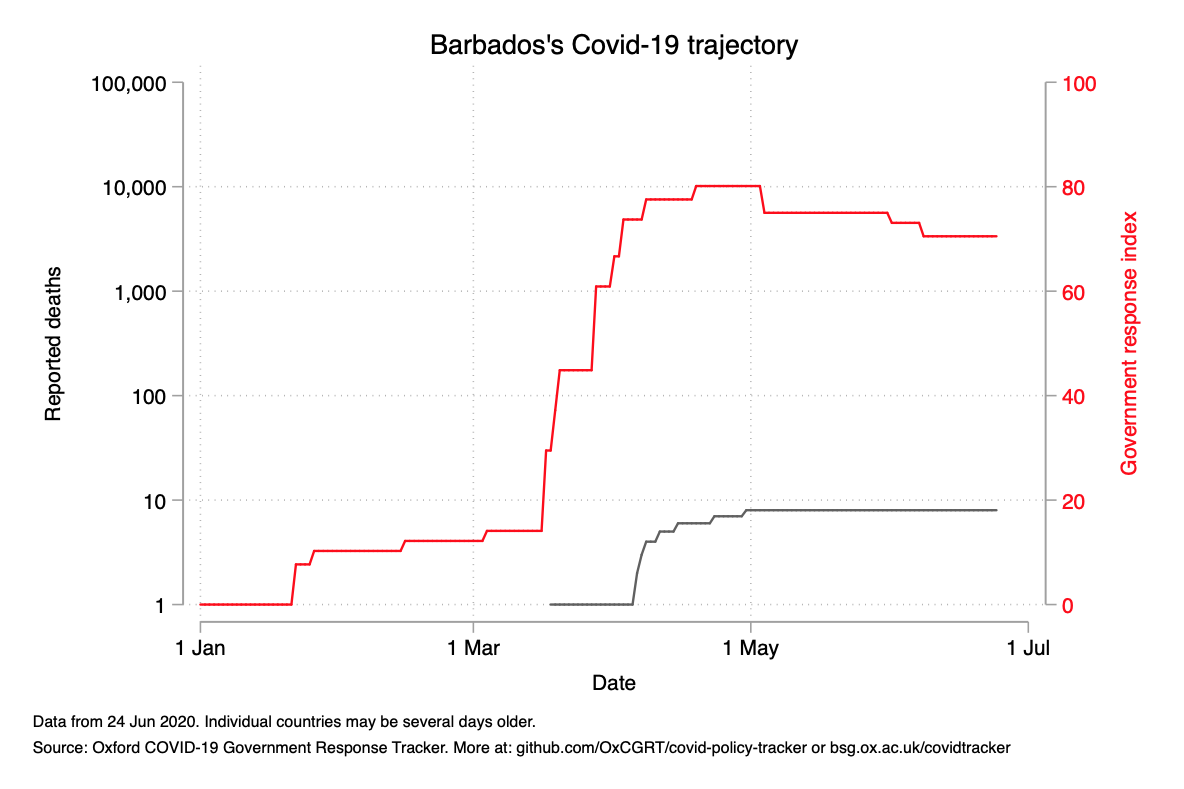 Barbados's Covid-19 trajectory
100,000
10,000
1,000
100
10
1
Reported deaths
100
80
60
40
20
0
Government response index
1 Jan
1 Mar
1 May
1 Jul
Date
Data from 24 Jun 2020. Individual countries may be several days older.
Source: Oxford COVID-19 Government Response Tracker. More at: github.com/OxCGRT/covid-policy-tracker or bsg.ox.ac.uk/covidtracker